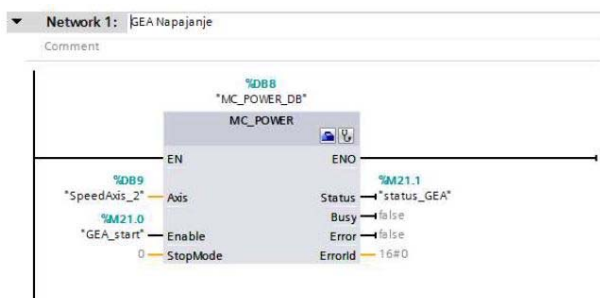 Network 1: GEA Napajanje
Comment
%DB8
"MC_POWER_DB"
MC_POWER
EN ENO
%DB9
"SpeedAxis_2" Axis
%M21.1
Status "status_GEA"
Busy false
%M21.0
"GEA_start" Enable
Error false
0 StopMode
ErrorId 16#0